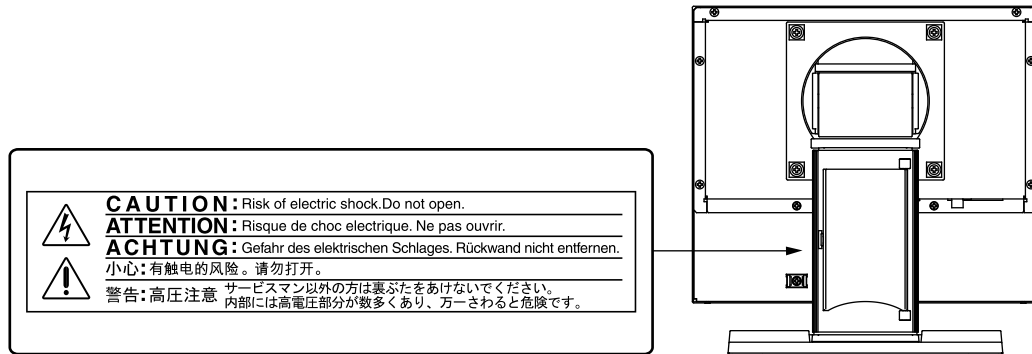 CAUTION: Risk of electric shock.Do not open.
ATTENTION: Risque de choc electrique. Ne pas ouvrir.
ACHTUNG: Gefahr des elektrischen Schlages. Rückwand nicht entfernen.
小心:有触电的风险。请勿打开。
警告:高圧注意 サービスマン以外の方は裏ぶたをあけないでください。
内部には高電圧部分が数多くあり、万一さわると危険です。